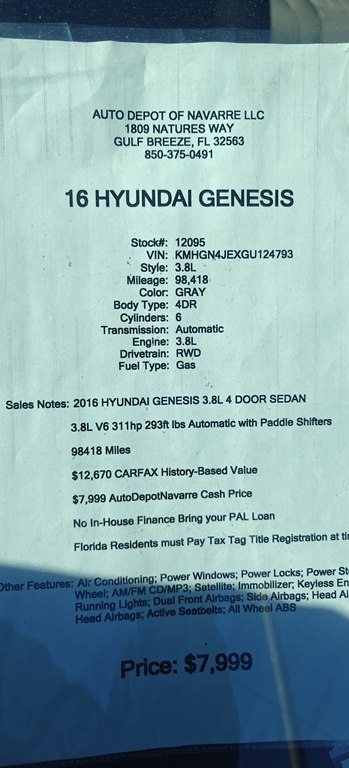 AUTO DEPOT OF NAVARRE LLC
1809 NATURES WAY
GULF BREEZE, FL 32563
850-375-0491
16 HYUNDAI GENESIS
Stock#: 12095
VIN: KMHGN4JEXGU124793
Style: 3.8L
Mileage: 98,418
Color: GRAY
Body Type: 4DR
Cylinders: 6
Transmission: Automatic
Engine: 3.8L
Drivetrain: RWD
Fuel Type: Gas
Sales Notes: 2016 HYUNDAI GENESIS 3.8L 4 DOOR SEDAN
3.8L V6 311hp 293ft lbs Automatic with Paddle Shifters
98418 Miles
$12,670 CARFAX History-Based Value
$7,999 AutoDepotNavarre Cash Price
No In-House Finance Bring your PAL Loan
Florida Residents must Pay Tax Tag Title Registration at
Other Features: Air Conditioning; Power Windows; Power Locks; Power
Wheel; AM/FM CD/MP3; Satellite; Immobilizer; Keyless
Running Lights; Dual Front Airbags; Side Airbags; Head
Head Airbags; Active Seatbelts; All Wheel ABS
Price: $7,999